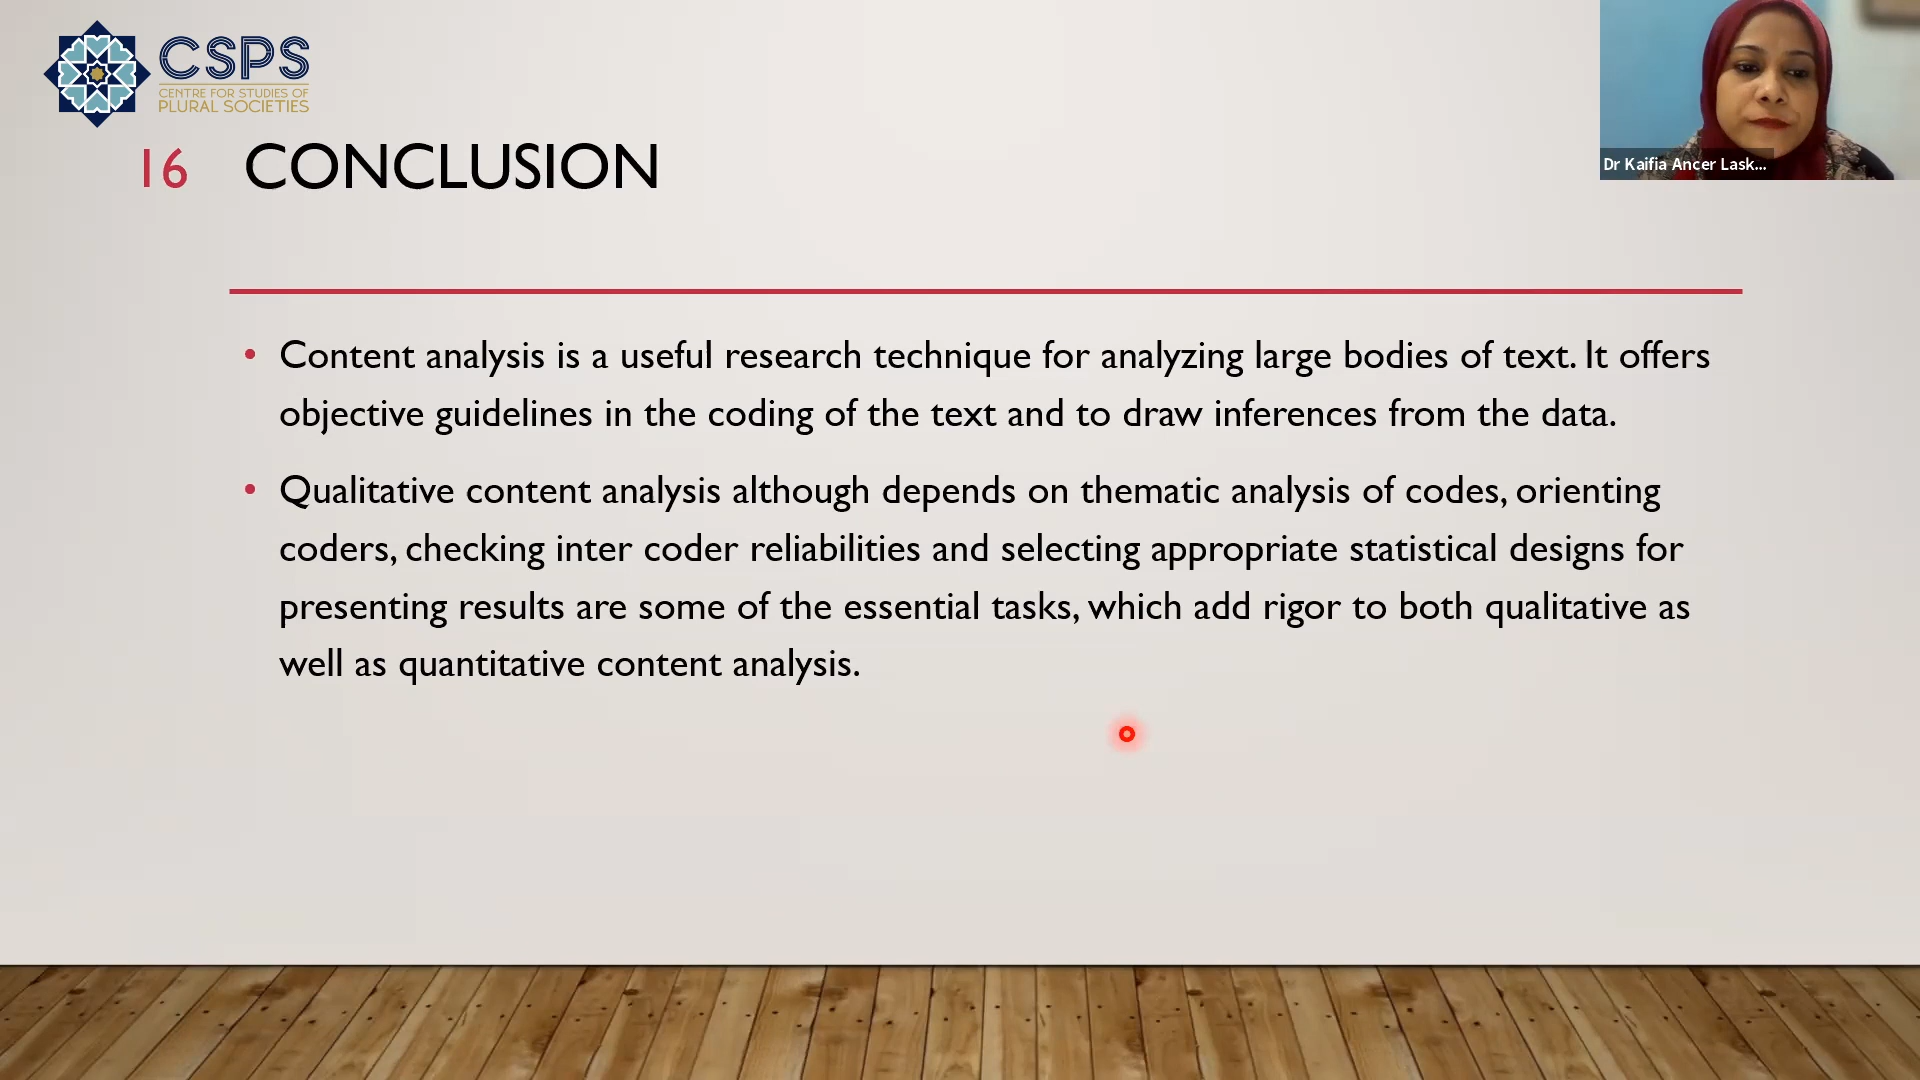 CSPS
CENTRE FOR STUDIES OF
PLURAL SOCIETIES
16 CONCLUSION
Dr Kaifia Ancer Lask...
• Content analysis is a useful research technique for analyzing large bodies of text. It offers
objective guidelines in the coding of the text and to draw inferences from the data.
• Qualitative content analysis although depends on thematic analysis of codes, orienting
coders, checking inter coder reliabilities and selecting appropriate statistical designs for
presenting results are some of the essential tasks, which add rigor to both qualitative as
well as quantitative content analysis.